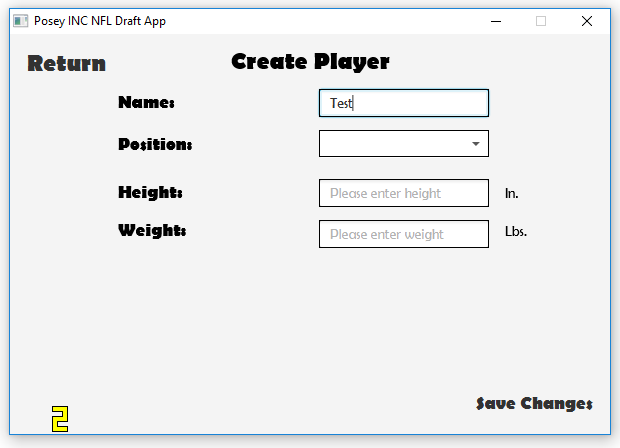 Posey INC NFL Draft App
Return
Create Player
Name:
Test
Position:
Height:
Please enter height
In.
Weight:
Please enter weight
Lbs.
Save Changes
2